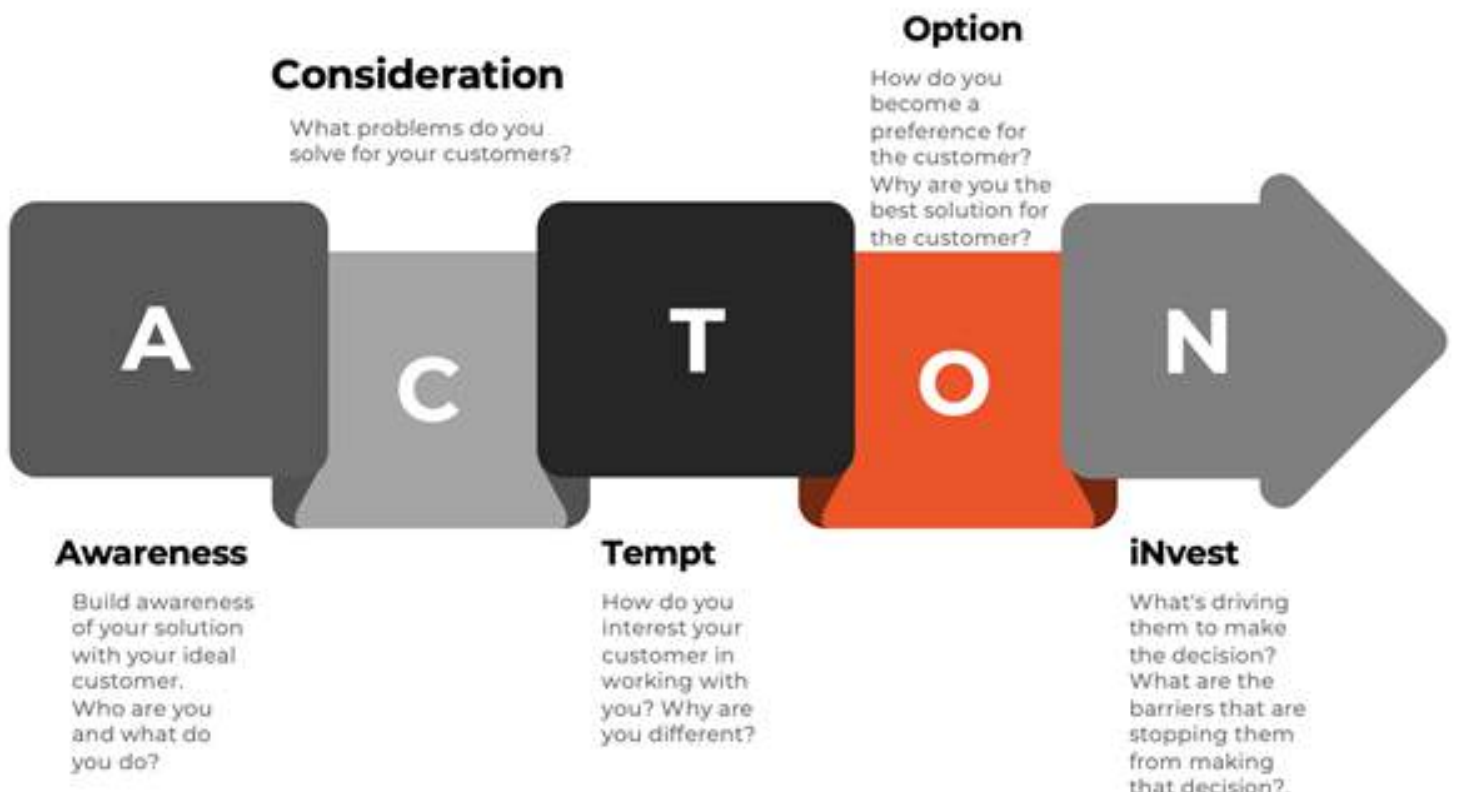 Option
How do you
become a
preference for
the customer?
Why are you the
best solution for
the customer?
Consideration
What problems do you
solve for your customers?
A
C
T
O
N
Awareness
Build awareness
of your solution
with your ideal
customer.
Who are you
and what do
you do?
Tempt
How do you
interest your
customer in
working with
you? Why are
you different?
iNvest
What's driving
them to make
the decision?
What are the
barriers that are
stopping them
from making
that decision?